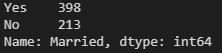 Yes    398
No     213
Name: Married, dtype: int64